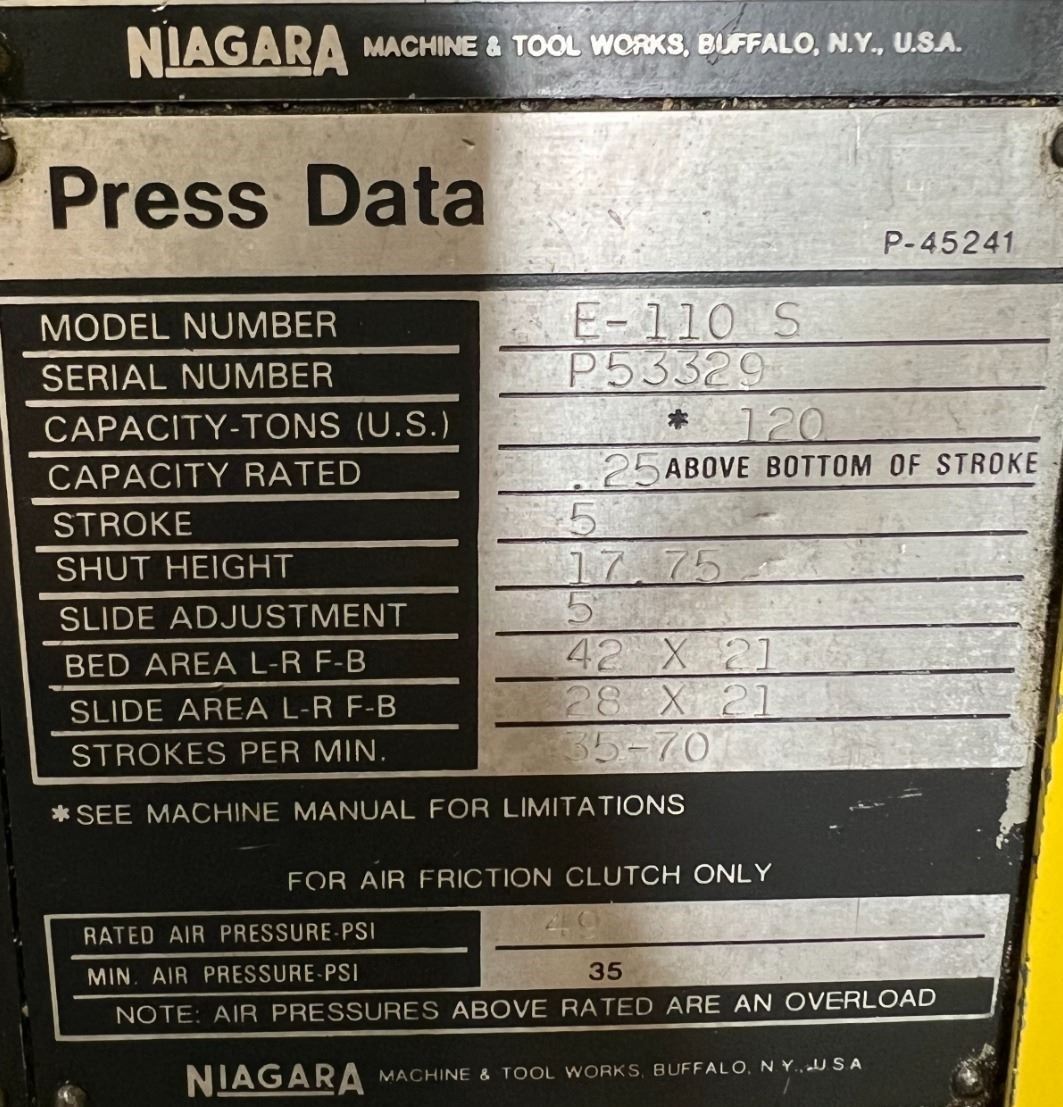 NIAGARA MACHINE & TOOL WORKS, BUFFALO, N.Y., U.S.A.
Press Data
P-45241
MODEL NUMBER E-110 S
SERIAL NUMBER P53329
CAPACITY-TONS (U.S.) * 120
CAPACITY RATED .25 ABOVE BOTTOM OF STROKE
STROKE 5
SHUT HEIGHT 17.75
SLIDE ADJUSTMENT 5
BED AREA L-R F-B 42 X 21
SLIDE AREA L-R F-B 28 X 21
STROKES PER MIN. 35-70
*SEE MACHINE MANUAL FOR LIMITATIONS
FOR AIR FRICTION CLUTCH ONLY
RATED AIR PRESSURE-PSI 49
MIN. AIR PRESSURE-PSI 35
NOTE: AIR PRESSURES ABOVE RATED ARE AN OVERLOAD
NIAGARA MACHINE & TOOL WORKS, BUFFALO, N.Y., U.S.A